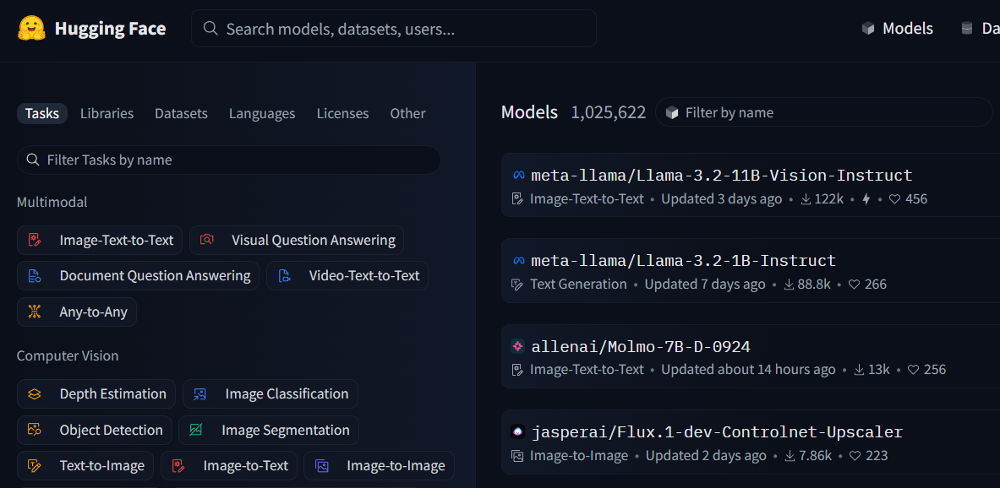 Hugging Face
Search models, datasets, users...
Models
Tasks Libraries Datasets Languages Licenses Other
Filter Tasks by name
Multimodal
Image-Text-to-Text Visual Question Answering
Document Question Answering Video-Text-to-Text
Any-to-Any
Computer Vision
Depth Estimation Image Classification
Object Detection Image Segmentation
Text-to-Image Image-to-Text Image-to-Image
Models 1,025,622 Filter by name
meta-llama/Llama-3.2-11B-Vision-Instruct
Image-Text-to-Text • Updated 3 days ago • 122k • • 456
meta-llama/Llama-3.2-1B-Instruct
Text Generation • Updated 7 days ago • 88.8k • 266
allenai/Molmo-7B-D-0924
Image-Text-to-Text • Updated about 14 hours ago • 13k • 256
jasperai/Flux.1-dev-Controlnet-Upscaler
Image-to-Image • Updated 2 days ago • 7.86k • 223